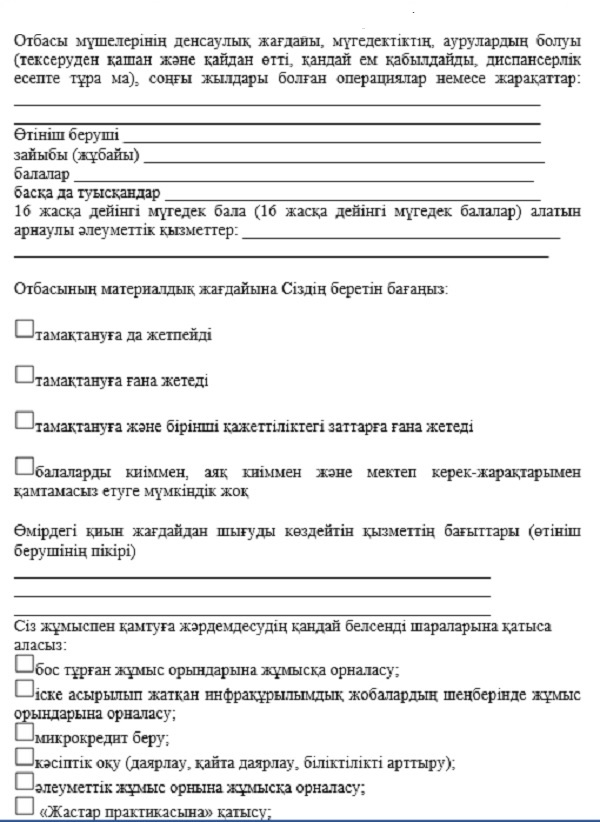 Отбасы мүшелерінің денсаулық жағдайы, мүгедектіктің, аурулардың болуы
(тексеруден қашан және қайдан өтті, қандай ем қабылдайды, диспансерлік
есепте тұра ма), соңғы жылдары болған операциялар немесе жарақаттар:
Өтініш беруші
зайыбы (жұбайы)
балалар
басқа да туысқандар
16 жасқа дейінгі мүгедек бала (16 жасқа дейінгі мүгедек балалар) алатын
арнаулы әлеуметтік қызметтер:
Отбасының материалдық жағдайына Сіздің беретін бағаңыз:
тамақтануға да жетпейді
тамақтануға ғана жетеді
тамақтануға және бірінші қажеттіліктегі заттарға ғана жетеді
балаларды киіммен, аяқ киіммен және мектеп керек-жарақтарымен
қамтамасыз етуге мүмкіндік жоқ
Өмірдегі қиын жағдайдан шығуды көздейтін қызметтің бағыттары (өтініш
берушінің пікірі)
Сіз жұмыспен қамтуға жәрдемдесудің қандай белсенді шараларына қатыса
аласыз:
бос тұрған жұмыс орындарына жұмысқа орналасу;
іске асырылып жатқан инфрақұрылымдық жобалардың шеңберінде жұмыс
орындарына орналасу;
микрокредит беру;
кәсіптік оқу (даярлау, қайта даярлау, біліктілікті арттыру);
әлеуметтік жұмыс орнына жұмысқа орналасу;
«Жастар практикасына» қатысу;